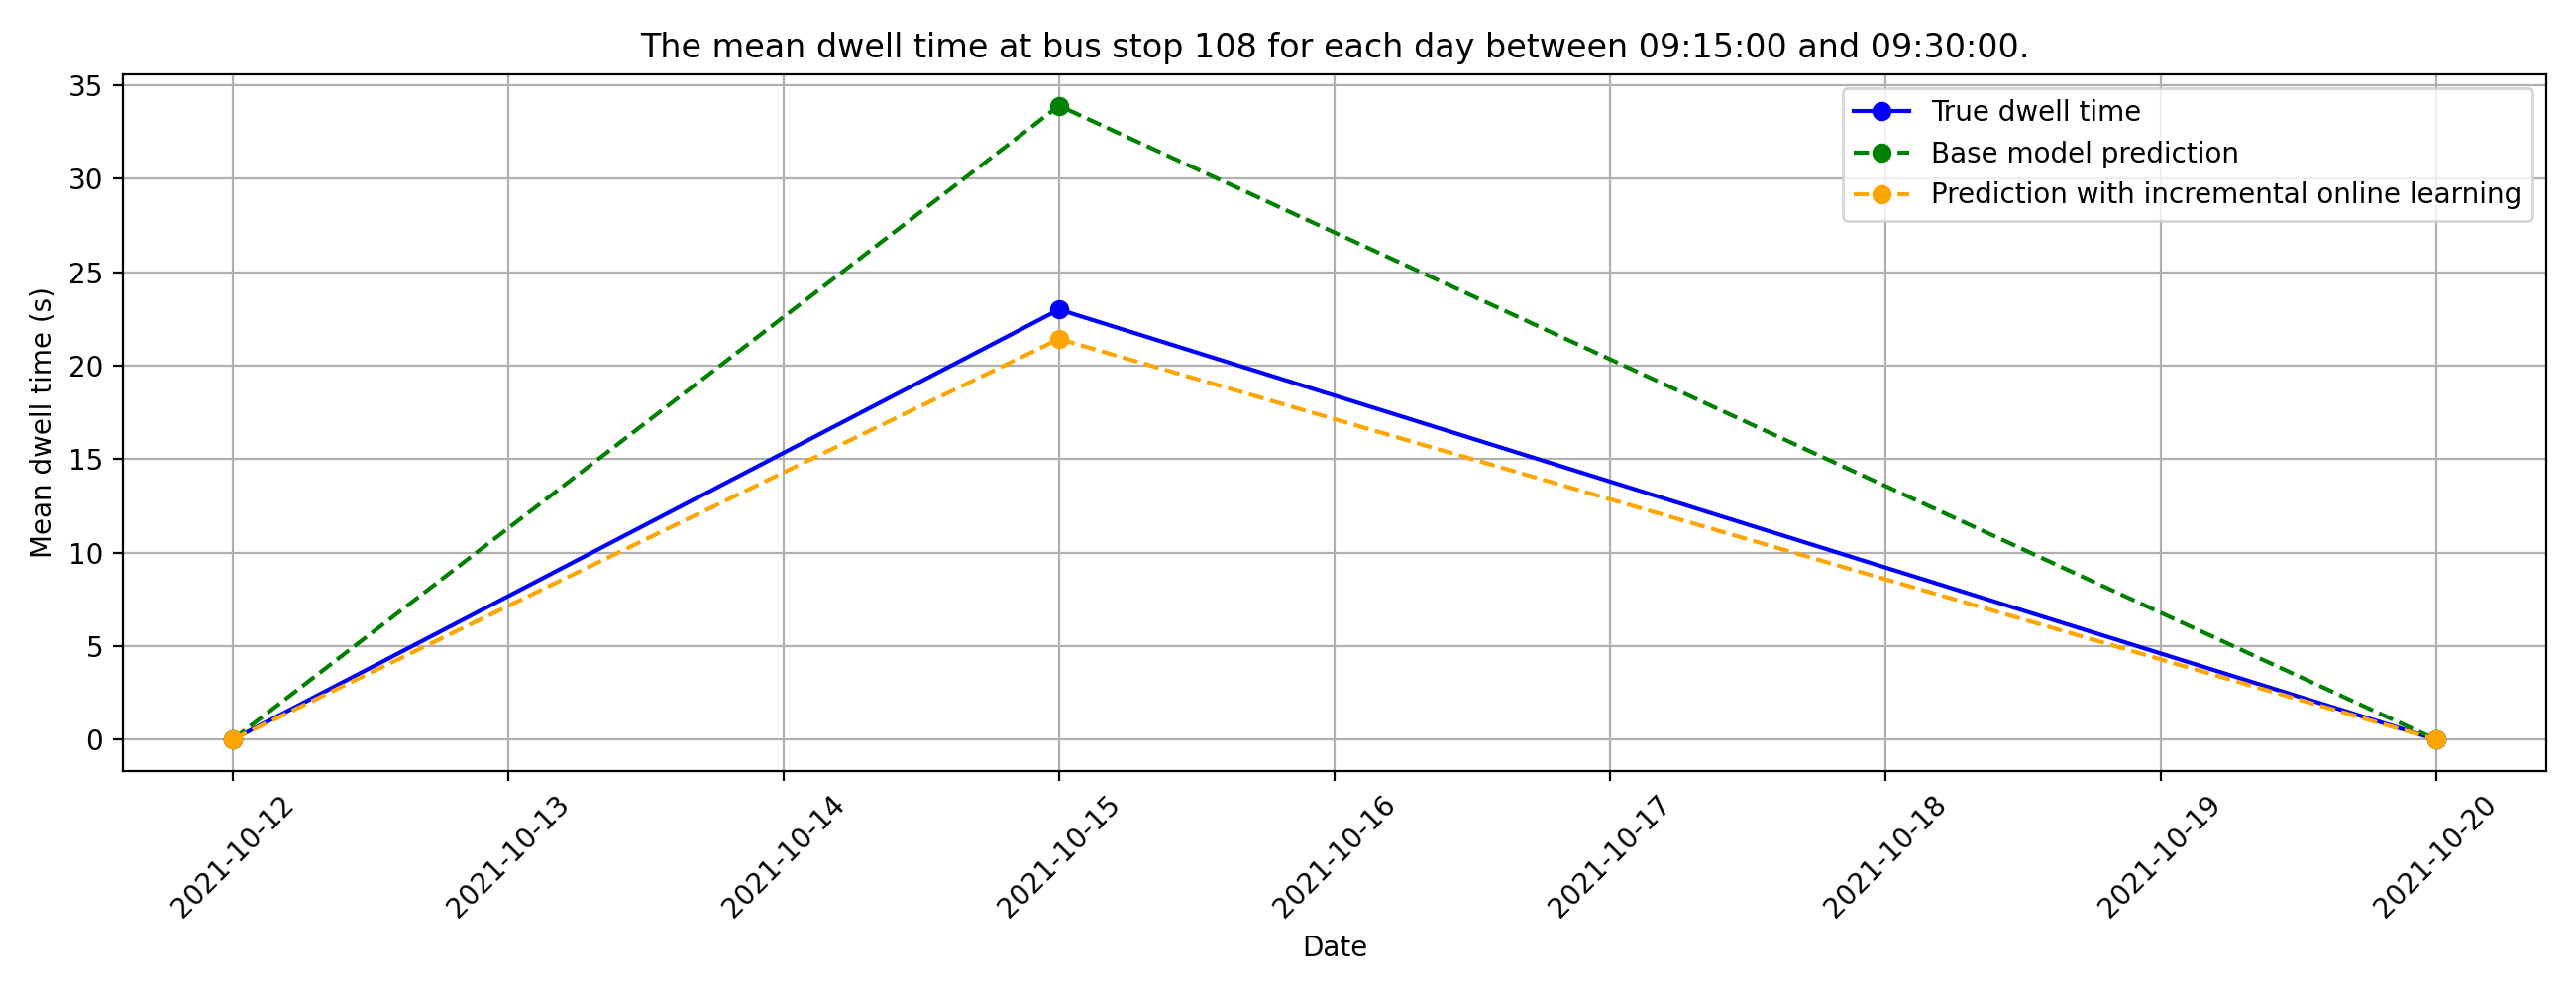 The mean dwell time at bus stop 108 for each day between 09:15:00 and 09:30:00.
True dwell time
Base model prediction
Prediction with incremental online learning
Mean dwell time (s)
35
30
25
20
15
10
5
0
2021-10-12
2021-10-13
2021-10-14
2021-10-15
2021-10-16
2021-10-17
2021-10-18
2021-10-19
2021-10-20
Date